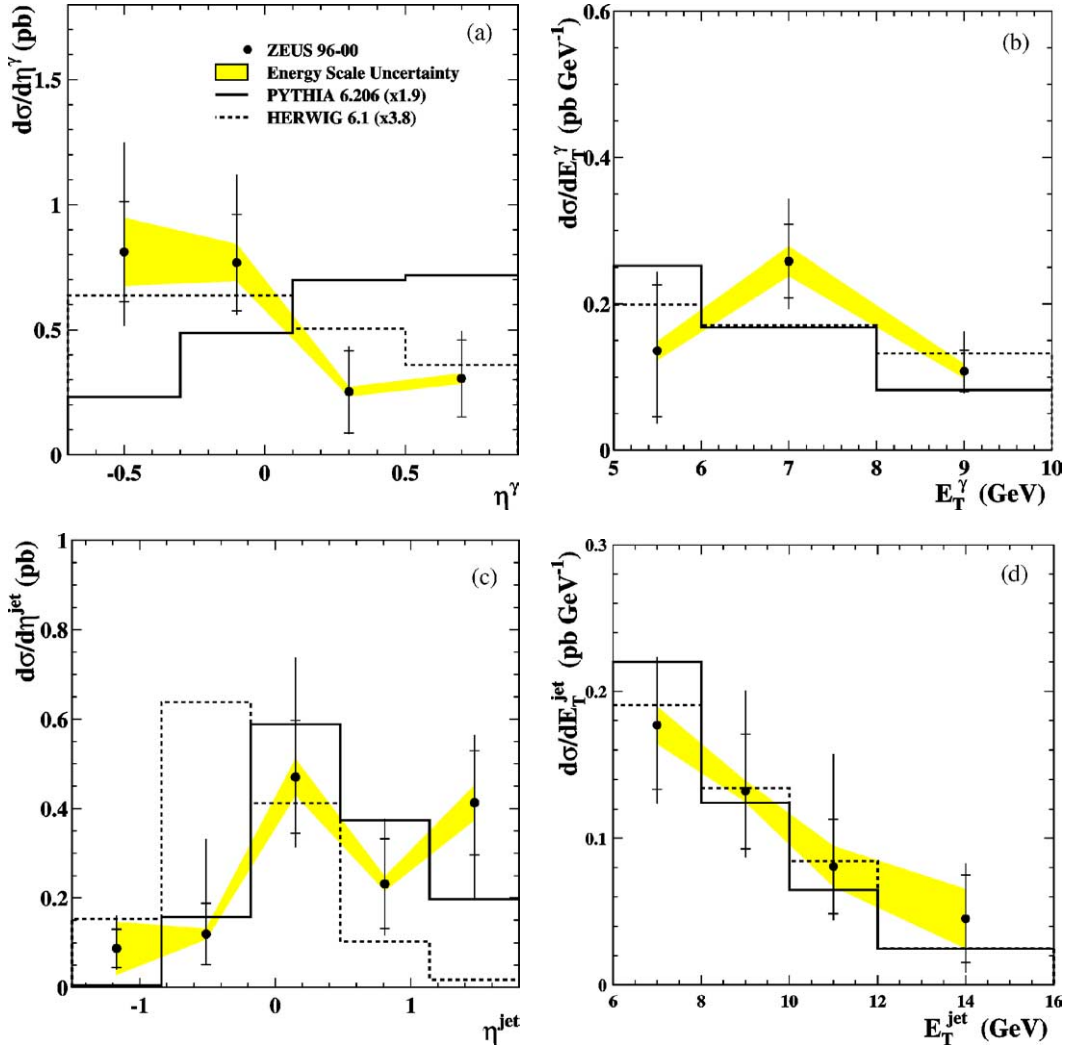 dσ/dη^γ (pb)
(a)
ZEUS 96-00
Energy Scale Uncertainty
PYTHIA 6.206 (x1.9)
HERWIG 6.1 (x3.8)
1.5
1
0.5
0
-0.5 0 0.5
η^γ
dσ/dE_T^γ (pb GeV^-1)
(b)
0.6
0.4
0.2
0
5 6 7 8 9 10
E_T^γ (GeV)
dσ/dη^jet (pb)
(c)
1
0.8
0.6
0.4
0.2
0
-1 0 1
η^jet
dσ/dE_T^jet (pb GeV^-1)
(d)
0.3
0.2
0.1
0
6 8 10 12 14 16
E_T^jet (GeV)